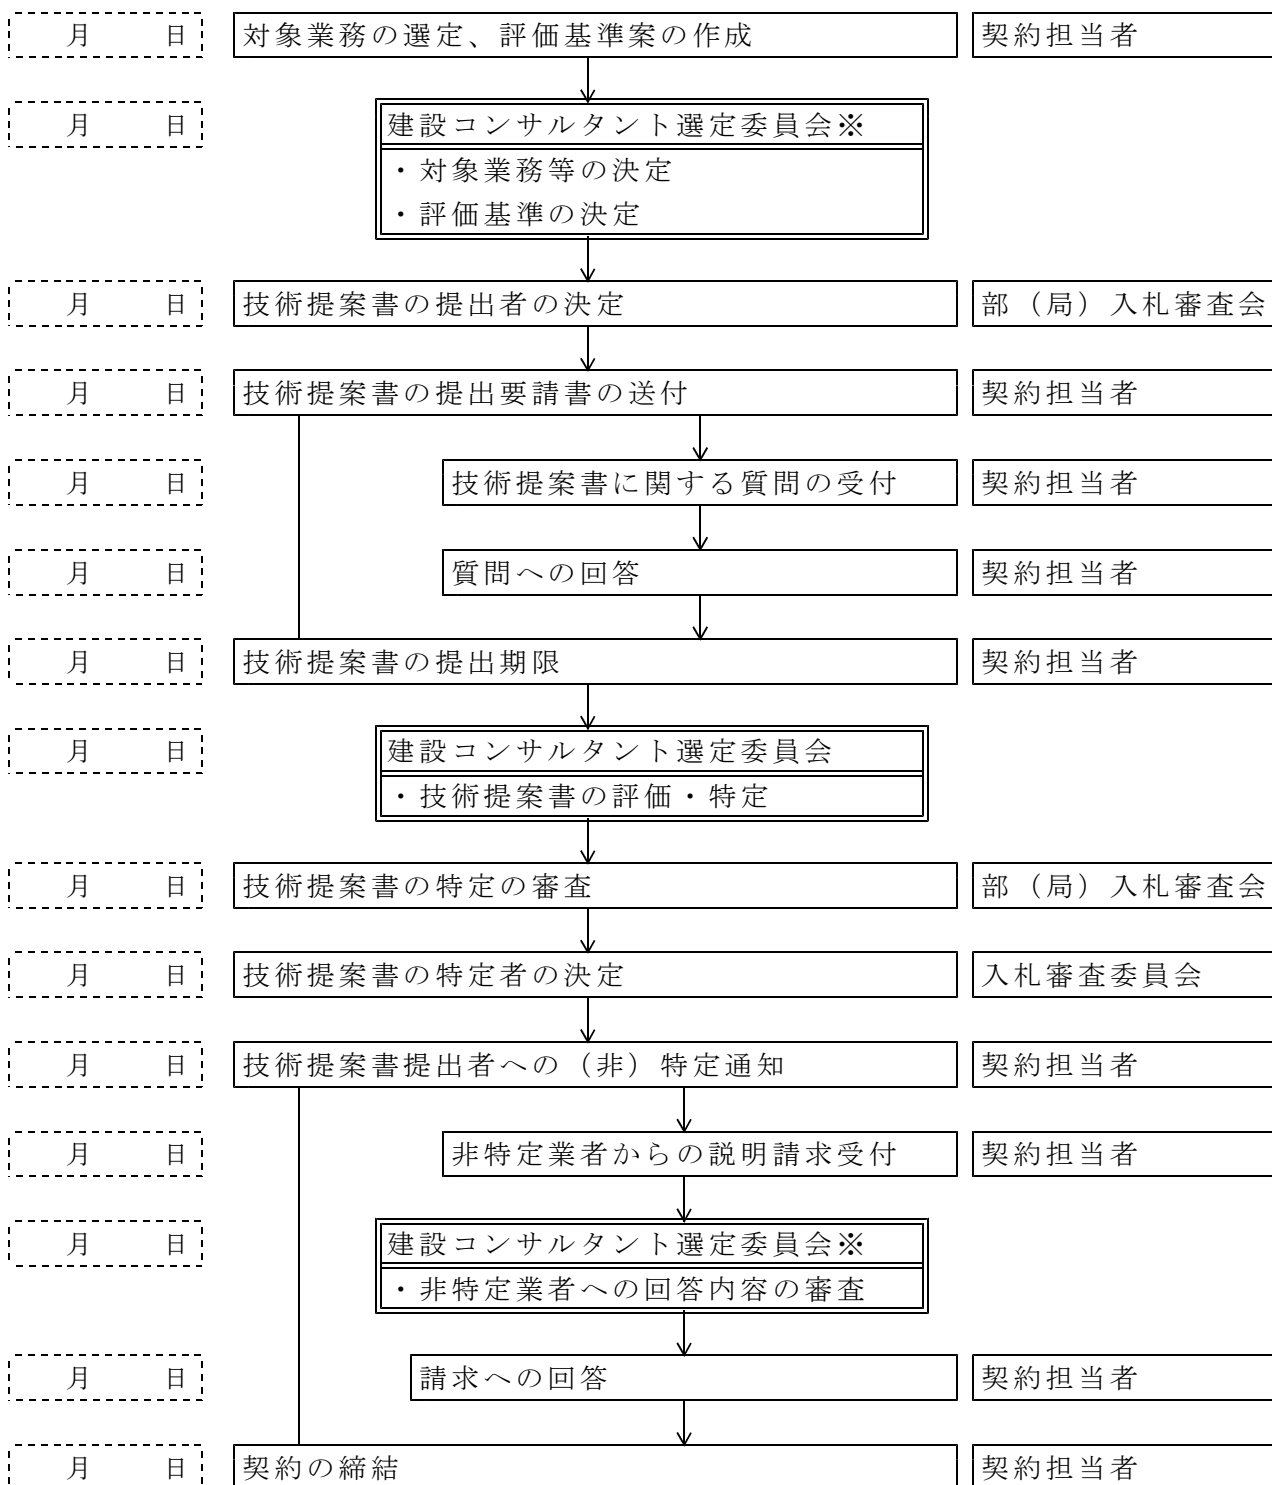 月 日 対象業務の選定、評価基準案の作成 契約担当者
月 日 建設コンサルタント選定委員会※
・対象業務等の決定
・評価基準の決定
月 日 技術提案書の提出者の決定 部（局）入札審査会
月 日 技術提案書の提出要請書の送付 契約担当者
月 日 技術提案書に関する質問の受付 契約担当者
月 日 質問への回答 契約担当者
月 日 技術提案書の提出期限 契約担当者
月 日 建設コンサルタント選定委員会
・技術提案書の評価・特定
月 日 技術提案書の特定の審査 部（局）入札審査会
月 日 技術提案書の特定者の決定 入札審査委員会
月 日 技術提案書提出者への（非）特定通知 契約担当者
月 日 非特定業者からの説明請求受付 契約担当者
月 日 建設コンサルタント選定委員会※
・非特定業者への回答内容の審査
月 日 請求への回答 契約担当者
月 日 契約の締結 契約担当者